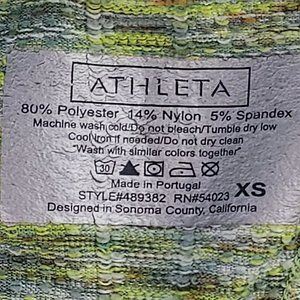 ATHLETA
80% Polyester 14% Nylon 5% Spandex
Machine wash cold/Do not bleach/Tumble dry low
Cool iron if needed/Do not dry clean
"Wash with similar colors together"
30
Made in Portugal
STYLE#489382 RN#54023 XS
Designed in Sonoma County, California